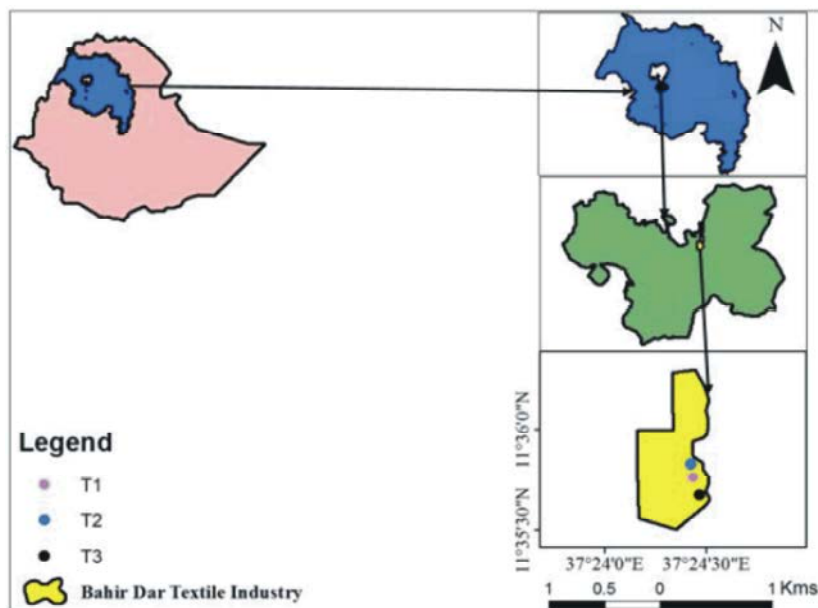 N
11°36'0"N
11°35'30"N
37°24'0"E 37°24'30"E
1 0.5 0 1 Kms
Legend
T1
T2
T3
Bahir Dar Textile Industry